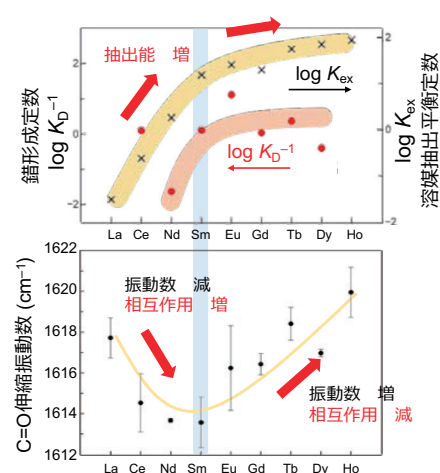 抽出能 増
錯形成定数
log K_D⁻¹
2
0
-2
log K_ex
log K_D⁻¹
2
0
-2
log K_ex
溶媒抽出平衡定数
La Ce Nd Sm Eu Gd Tb Dy Ho
C=O伸縮振動数 (cm⁻¹)
1622
1620
1618
1616
1614
1612
振動数 減
相互作用 増
振動数 増
相互作用 減
La Ce Nd Sm Eu Gd Tb Dy Ho